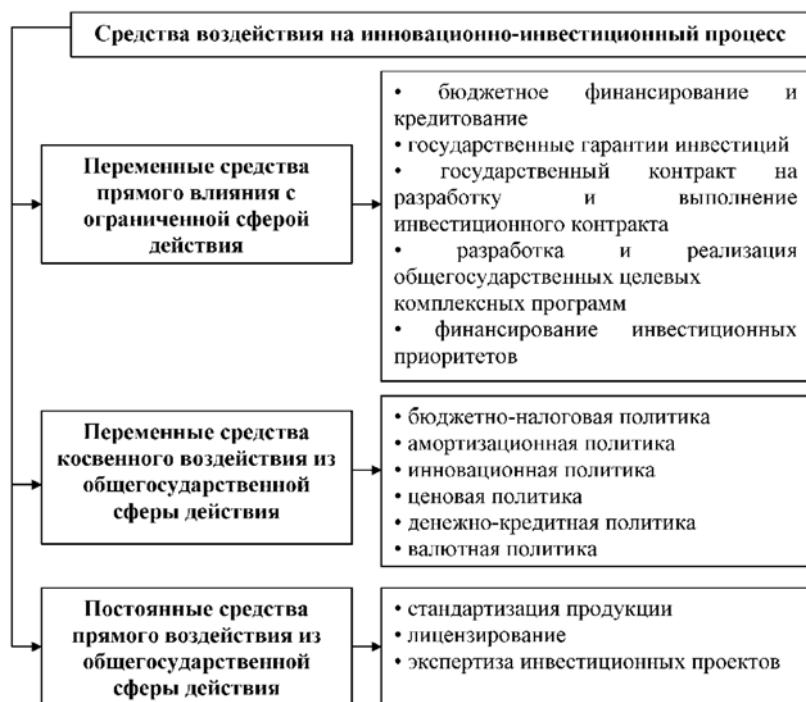 Средства воздействия на инновационно-инвестиционный процесс
Переменные средства
прямого влияния с
ограниченной сферой
действия
• бюджетное финансирование и
кредитование
• государственные гарантии инвестиций
• государственный контракт на
разработку и выполнение
инвестиционного контракта
• разработка и реализация
общегосударственных целевых
комплексных программ
• финансирование инвестиционных
приоритетов
Переменные средства
косвенного воздействия из
общегосударственной
сферы действия
• бюджетно-налоговая политика
• амортизационная политика
• инновационная политика
• ценовая политика
• денежно-кредитная политика
• валютная политика
Постоянные средства
прямого воздействия из
общегосударственной
сферы действия
• стандартизация продукции
• лицензирование
• экспертиза инвестиционных проектов